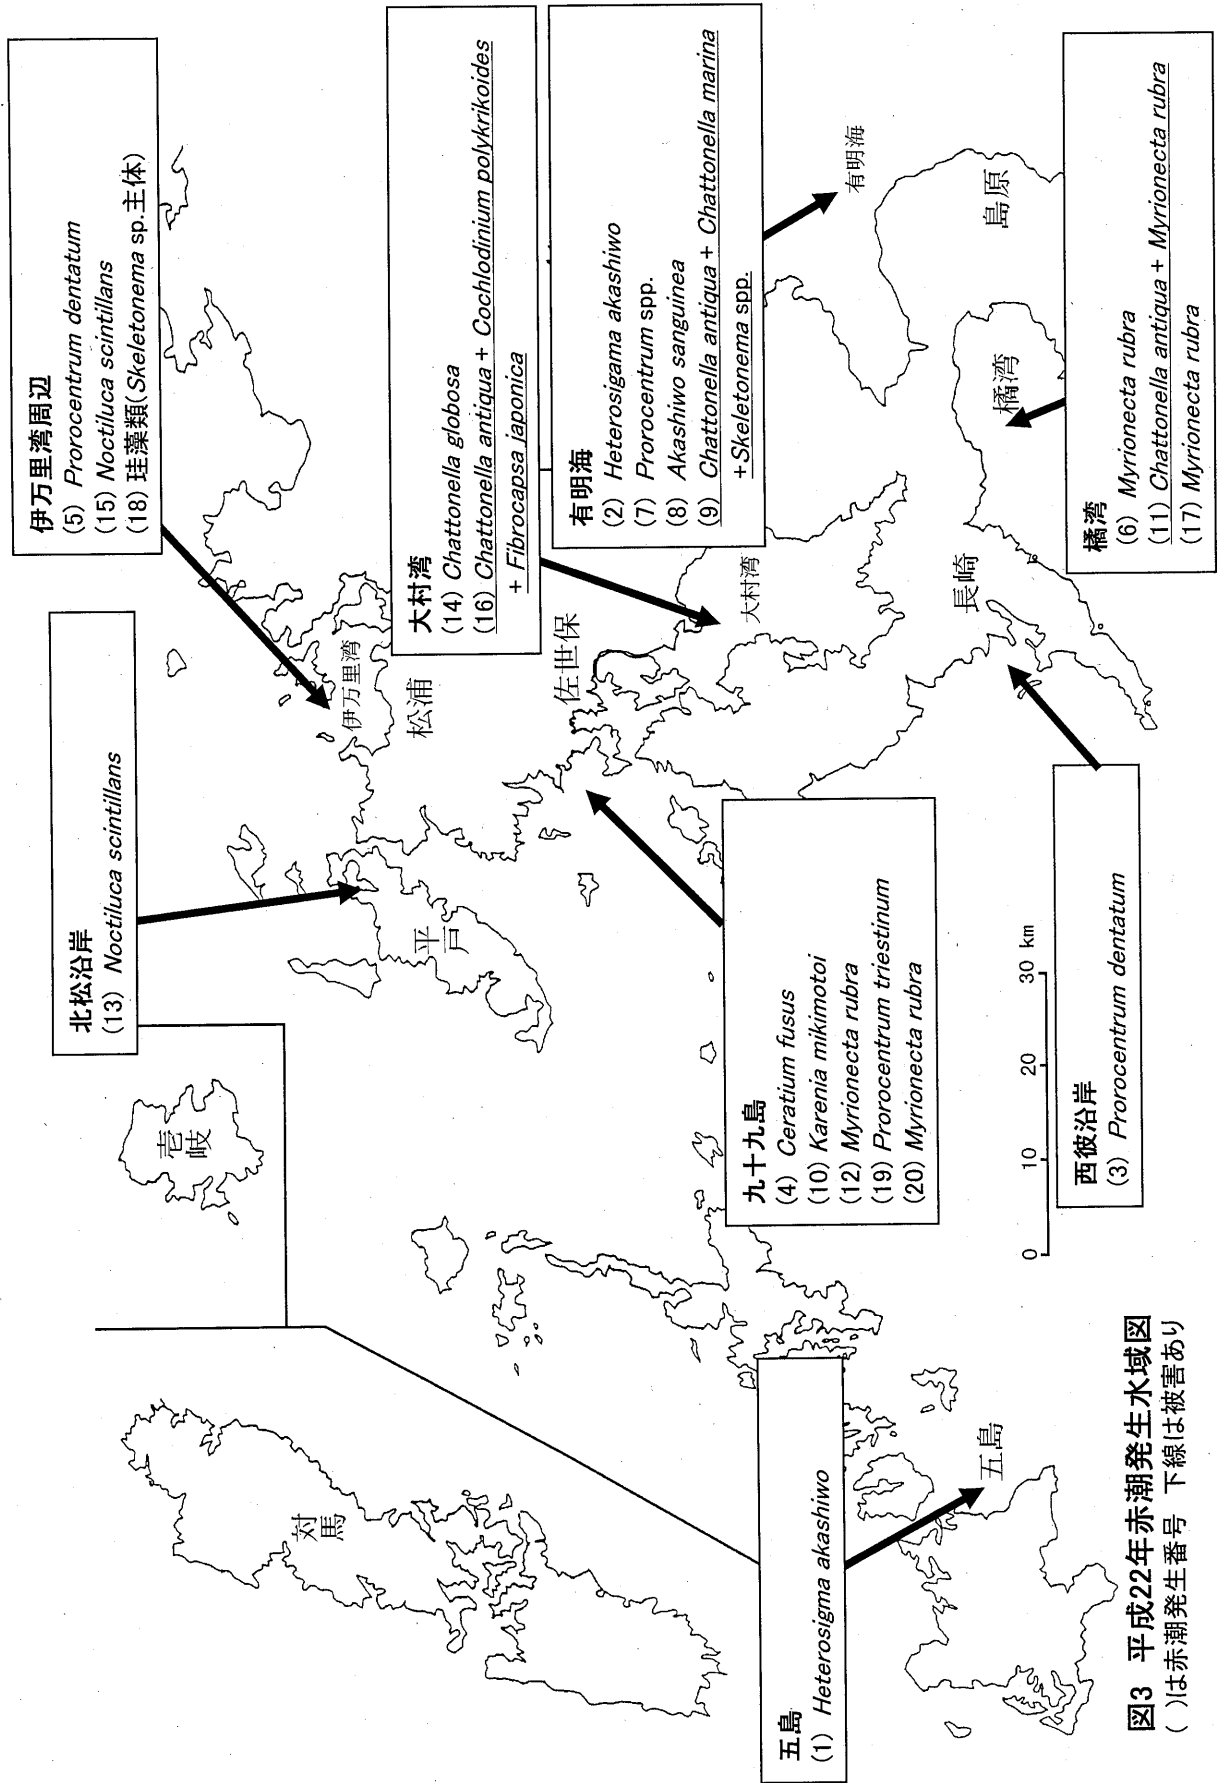 伊万里湾周辺
(5) Prorocentrum dentatum
(15) Noctiluca scintillans
(18) 珪藻類(Skeletonema sp.主体)
北松沿岸
(13) Noctiluca scintillans
大村湾
(14) Chattonella globosa
(16) Chattonella antiqua + Cochlodinium polykrikoides
+ Fibrocapsa japonica
有明海
(2) Heterosigama akashiwo
(7) Prorocentrum spp.
(8) Akashiwo sanguinea
(9) Chattonella antiqua + Chattonella marina
+Skeletonema spp.
橘湾
(6) Myrionecta rubra
(11) Chattonella antiqua + Myrionecta rubra
(17) Myrionecta rubra
九十九島
(4) Ceratium fusus
(10) Karenia mikimotoi
(12) Myrionecta rubra
(19) Prorocentrum triestinum
(20) Myrionecta rubra
西彼沿岸
(3) Prorocentrum dentatum
五島
(1) Heterosigma akashiwo
対馬
壱岐
平戸
伊万里湾
松浦
佐世保
大村湾
有明海
島原
橘湾
長崎
五島
0 10 20 30 km
図3 平成22年赤潮発生水域図
( )は赤潮発生番号 下線は被害あり